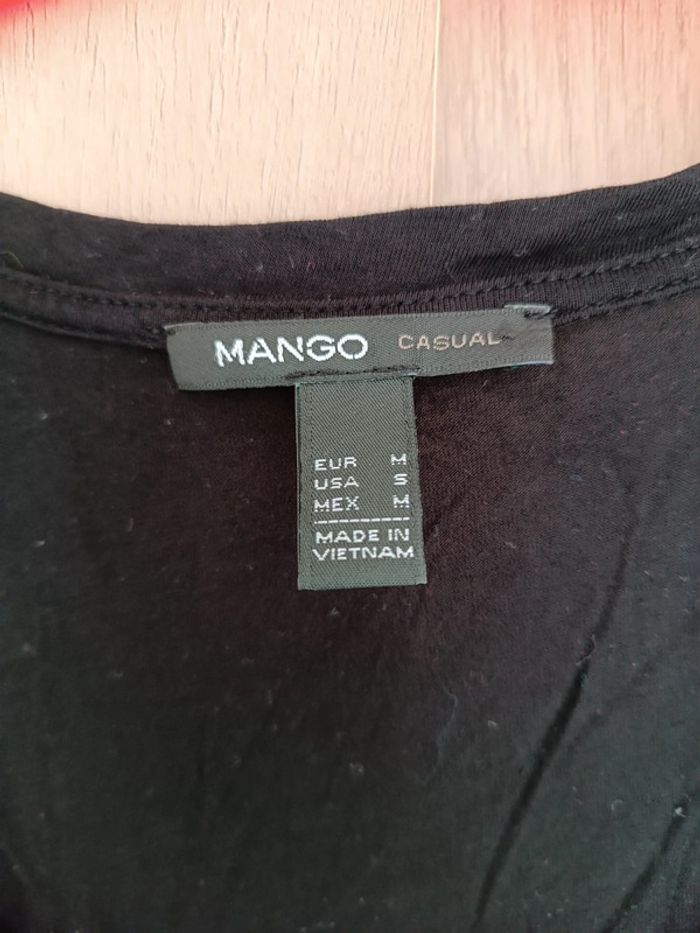 MANGO CASUAL
EUR M
USA S
MEX M
MADE IN
VIETNAM